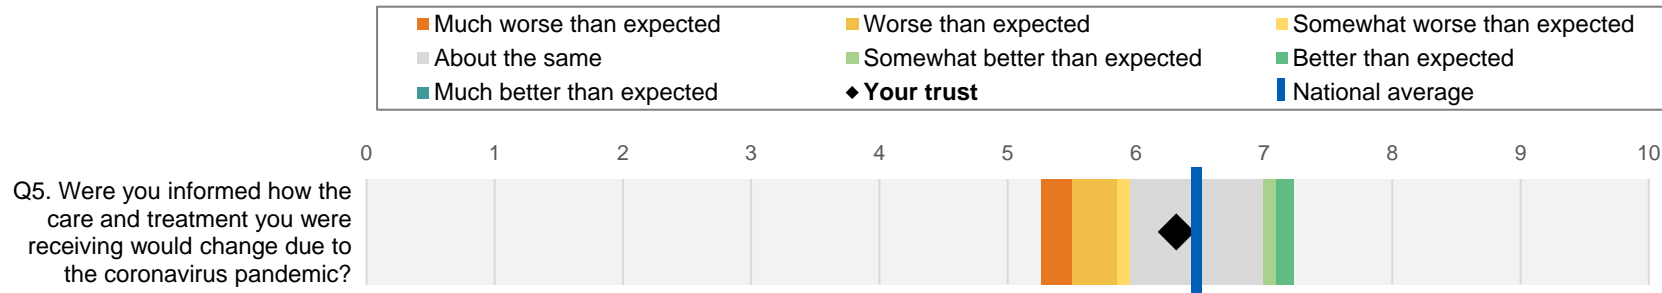 Much worse than expected
Worse than expected
Somewhat worse than expected
About the same
Somewhat better than expected
Better than expected
Much better than expected
Your trust
National average
0 1 2 3 4 5 6 7 8 9 10
Q5. Were you informed how the
care and treatment you were
receiving would change due to
the coronavirus pandemic?